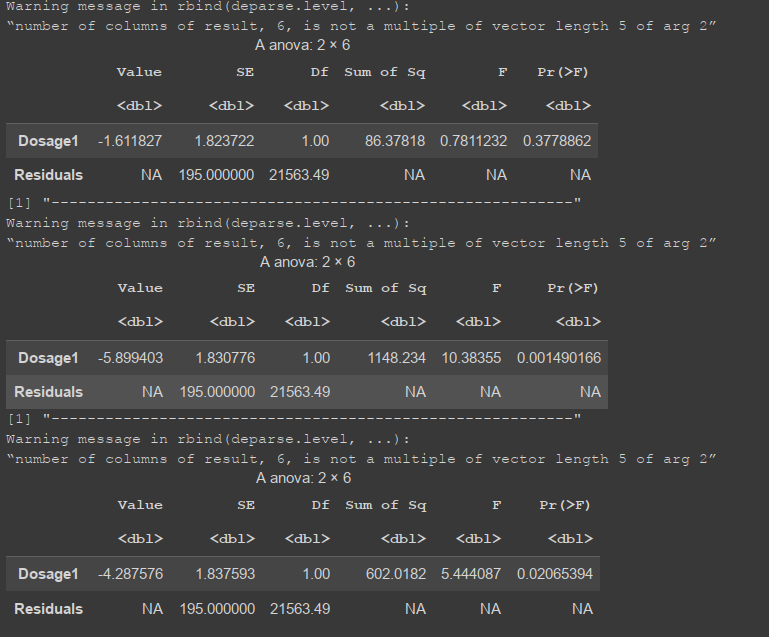 Warning message in rbind(deparse.level, ...):
“number of columns of result, 6, is not a multiple of vector length 5 of arg 2”
A anova: 2 × 6
Value SE Df Sum of Sq F Pr(>F)
<dbl> <dbl> <dbl> <dbl> <dbl> <dbl>
Dosage1 -1.611827 1.823722 1.00 86.37818 0.7811232 0.3778862
Residuals NA 195.000000 21563.49 NA NA NA
[1] "----------------------------------------------------------"
Warning message in rbind(deparse.level, ...):
“number of columns of result, 6, is not a multiple of vector length 5 of arg 2”
A anova: 2 × 6
Value SE Df Sum of Sq F Pr(>F)
<dbl> <dbl> <dbl> <dbl> <dbl> <dbl>
Dosage1 -5.899403 1.830776 1.00 1148.234 10.38355 0.001490166
Residuals NA 195.000000 21563.49 NA NA NA
[1] "----------------------------------------------------------"
Warning message in rbind(deparse.level, ...):
“number of columns of result, 6, is not a multiple of vector length 5 of arg 2”
A anova: 2 × 6
Value SE Df Sum of Sq F Pr(>F)
<dbl> <dbl> <dbl> <dbl> <dbl> <dbl>
Dosage1 -4.287576 1.837593 1.00 602.0182 5.444087 0.02065394
Residuals NA 195.000000 21563.49 NA NA NA